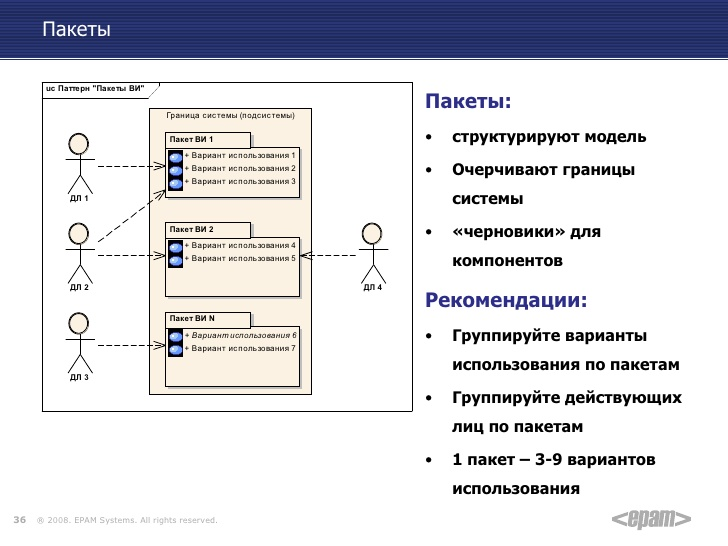 Пакеты
uc Паттерн "Пакеты ВИ"
Граница системы (подсистемы)
Пакет ВИ 1
+ Вариант использования 1
+ Вариант использования 2
+ Вариант использования 3
ДЛ 1
Пакет ВИ 2
+ Вариант использования 4
+ Вариант использования 5
ДЛ 2
ДЛ 4
Пакет ВИ N
+ Вариант использования 6
+ Вариант использования 7
ДЛ 3
Пакеты:
• структурируют модель
• Очерчивают границы
системы
• «черновики» для
компонентов
Рекомендации:
• Группируйте варианты
использования по пакетам
• Группируйте действующих
лиц по пакетам
• 1 пакет – 3-9 вариантов
использования
36 ® 2008. EPAM Systems. All rights reserved.
<epam>